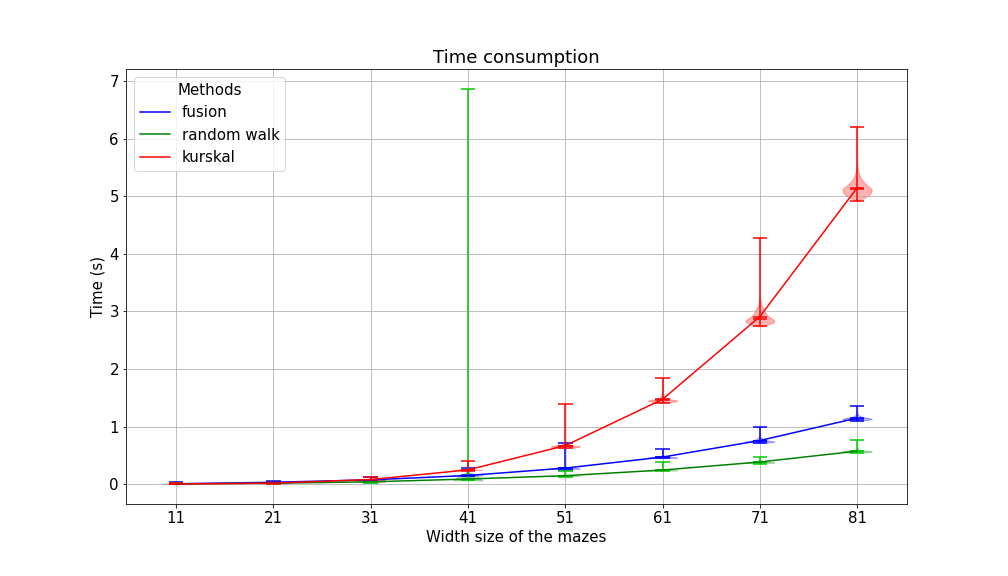 Time consumption
Time (s)
7
6
5
4
3
2
1
0
Methods
fusion
random walk
kurskal
11 21 31 41 51 61 71 81
Width size of the mazes